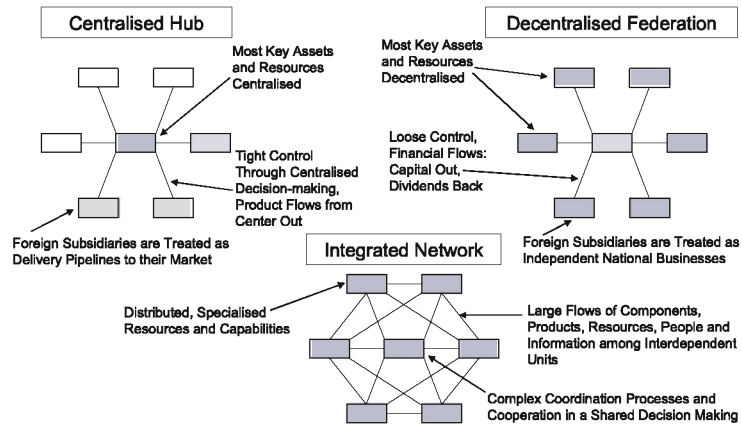 Centralised Hub
Most Key Assets
and Resources
Centralised
Tight Control
Through Centralised
Decision-making,
Product Flows from
Center Out
Foreign Subsidiaries are Treated as
Delivery Pipelines to their Market
Decentralised Federation
Most Key Assets
and Resources
Decentralised
Loose Control,
Financial Flows:
Capital Out,
Dividends Back
Foreign Subsidiaries are Treated as
Independent National Businesses
Integrated Network
Distributed, Specialised
Resources and Capabilities
Large Flows of Components,
Products, Resources, People and
Information among Interdependent
Units
Complex Coordination Processes and
Cooperation in a Shared Decision Making